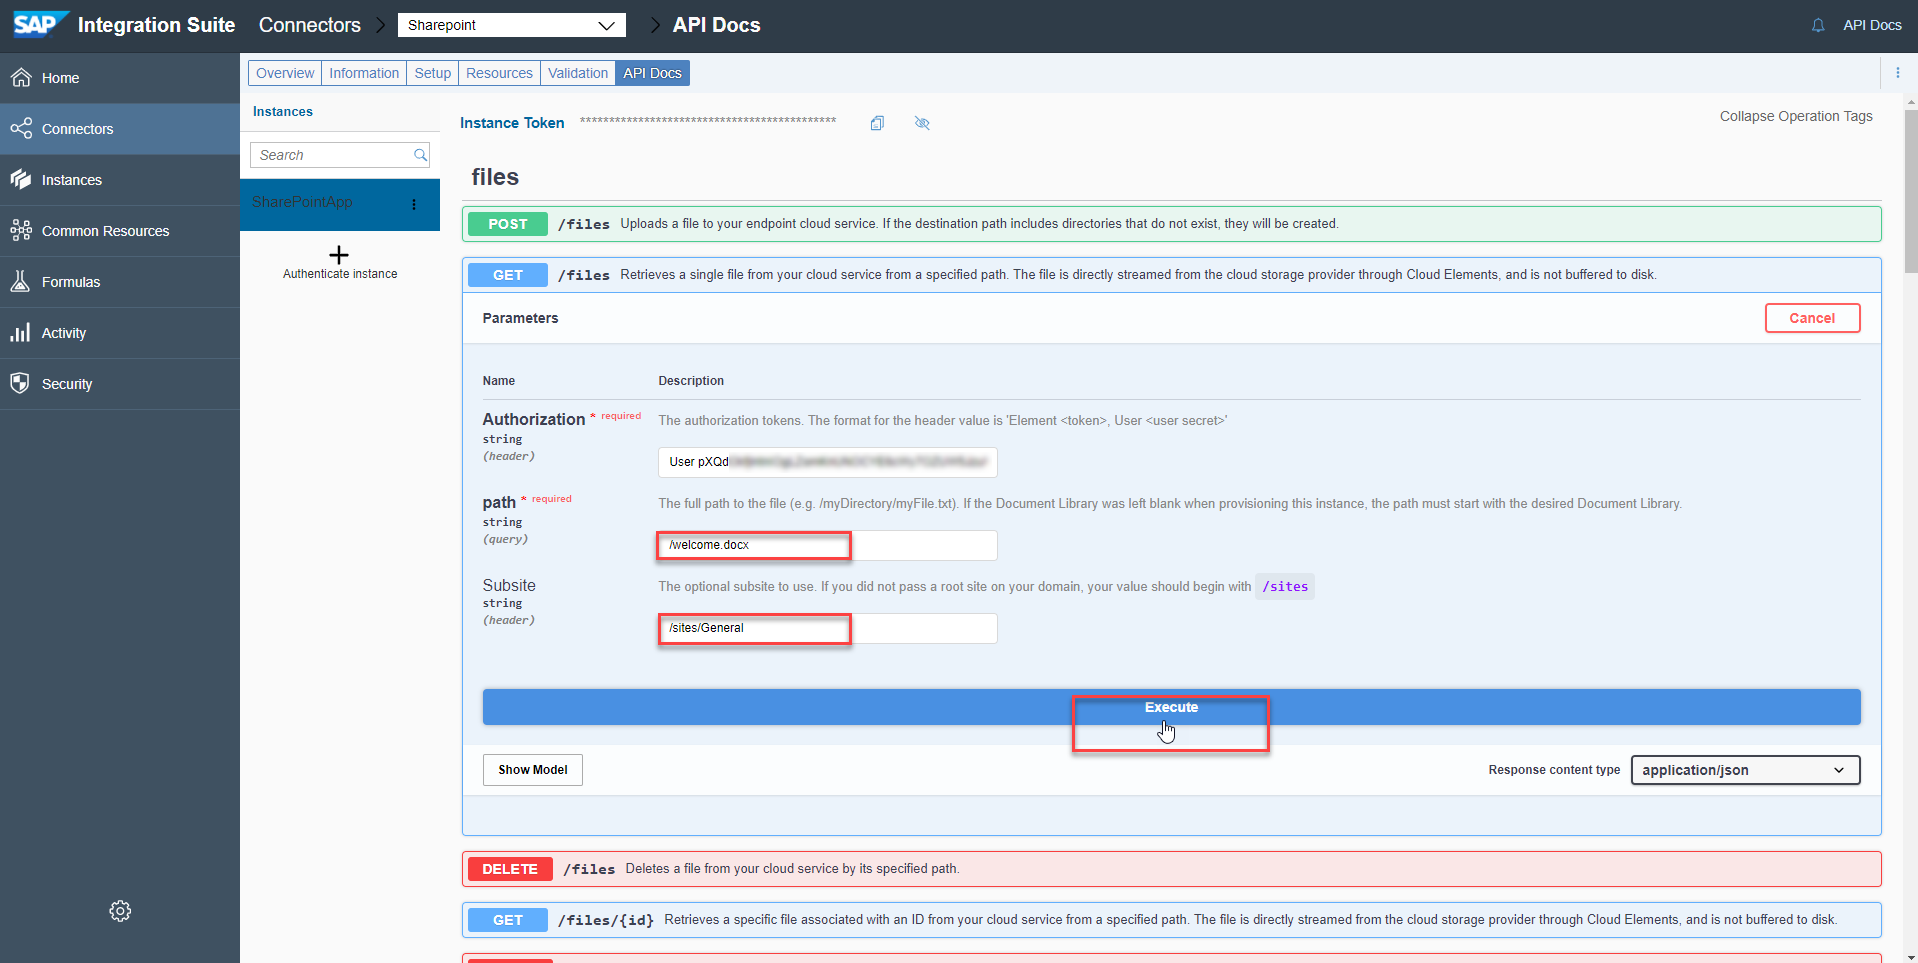 SAP Integration Suite Connectors Sharepoint API Docs API Docs
Home
Connectors
Instances
Common Resources
Formulas
Activity
Security
Overview Information Setup Resources Validation API Docs
Instances
Search
SharePointApp
Authenticate instance
Instance Token ********************************************
Collapse Operation Tags
files
POST /files Uploads a file to your endpoint cloud service. If the destination path includes directories that do not exist, they will be created.
GET /files Retrieves a single file from your cloud service from a specified path. The file is directly streamed from the cloud storage provider through Cloud Elements, and is not buffered to disk.
Parameters Cancel
Name Description
Authorization * required The authorization tokens. The format for the header value is 'Element <token>, User <user secret>'
string
(header)
User pXQd
path * required The full path to the file (e.g. /myDirectory/myFile.txt). If the Document Library was left blank when provisioning this instance, the path must start with the desired Document Library.
string
(query)
/welcome.docx
Subsite The optional subsite to use. If you did not pass a root site on your domain, your value should begin with /sites
string
(header)
/sites/General
Execute
Show Model Response content type application/json
DELETE /files Deletes a file from your cloud service by its specified path.
GET /files/{id} Retrieves a specific file associated with an ID from your cloud service from a specified path. The file is directly streamed from the cloud storage provider through Cloud Elements, and is not buffered to disk.